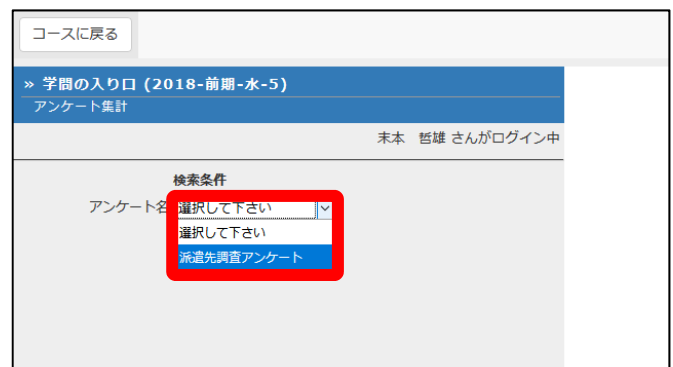 コースに戻る
» 学問の入り口 (2018-前期-水-5)
アンケート集計
末本 哲雄 さんがログイン中
検索条件
アンケート名 選択して下さい
選択して下さい
派遣先調査アンケート